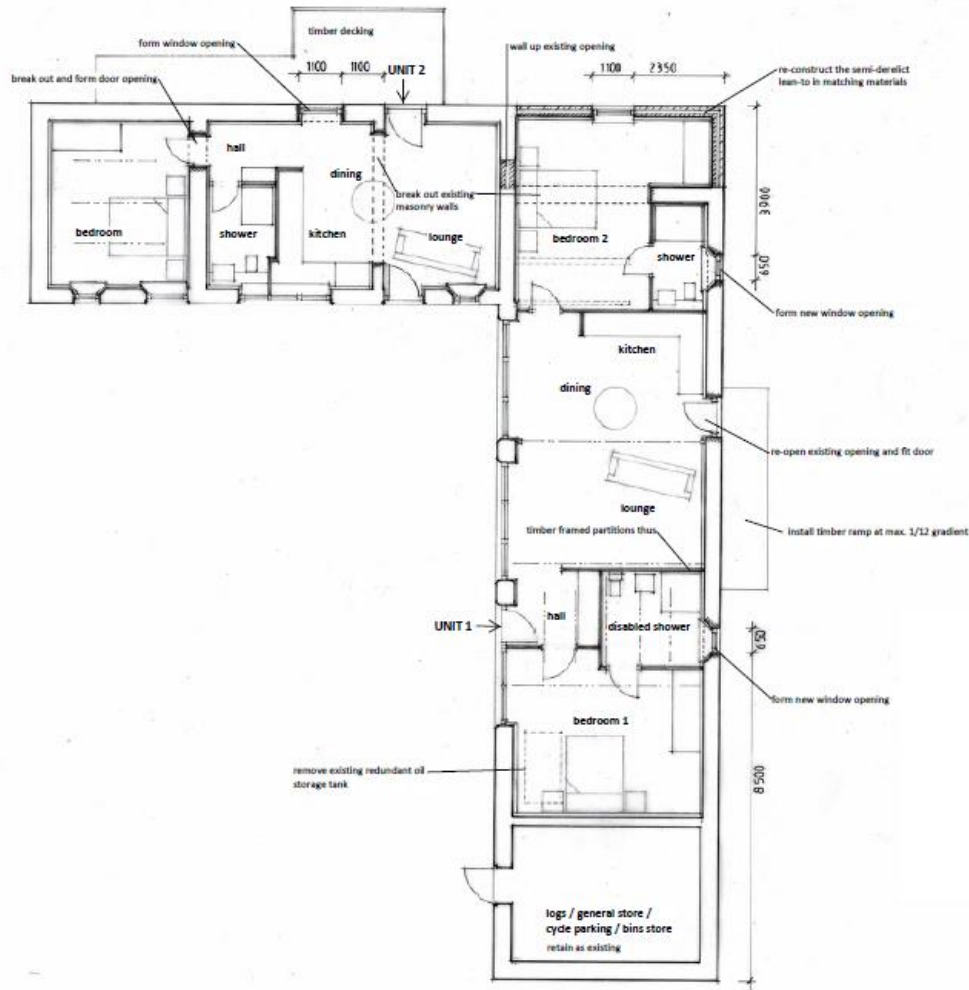 timber decking
form window opening
wall up existing opening
1100 1100
UNIT 2
1100 2350
re-construct the semi-derelict
lean-to in matching materials
break out and form door opening
hall
dining
break out existing
masonry walls
3900
bedroom
shower
kitchen
lounge
bedroom 2
shower
650
form new window opening
kitchen
dining
re-open existing opening and fit door
lounge
timber framed partitions thus
install timber ramp at max. 1/12 gradient
hall
UNIT 1
disabled shower
650
form new window opening
bedroom 1
remove existing redundant oil
storage tank
8500
logs / general store /
cycle parking / bins store
retain as existing